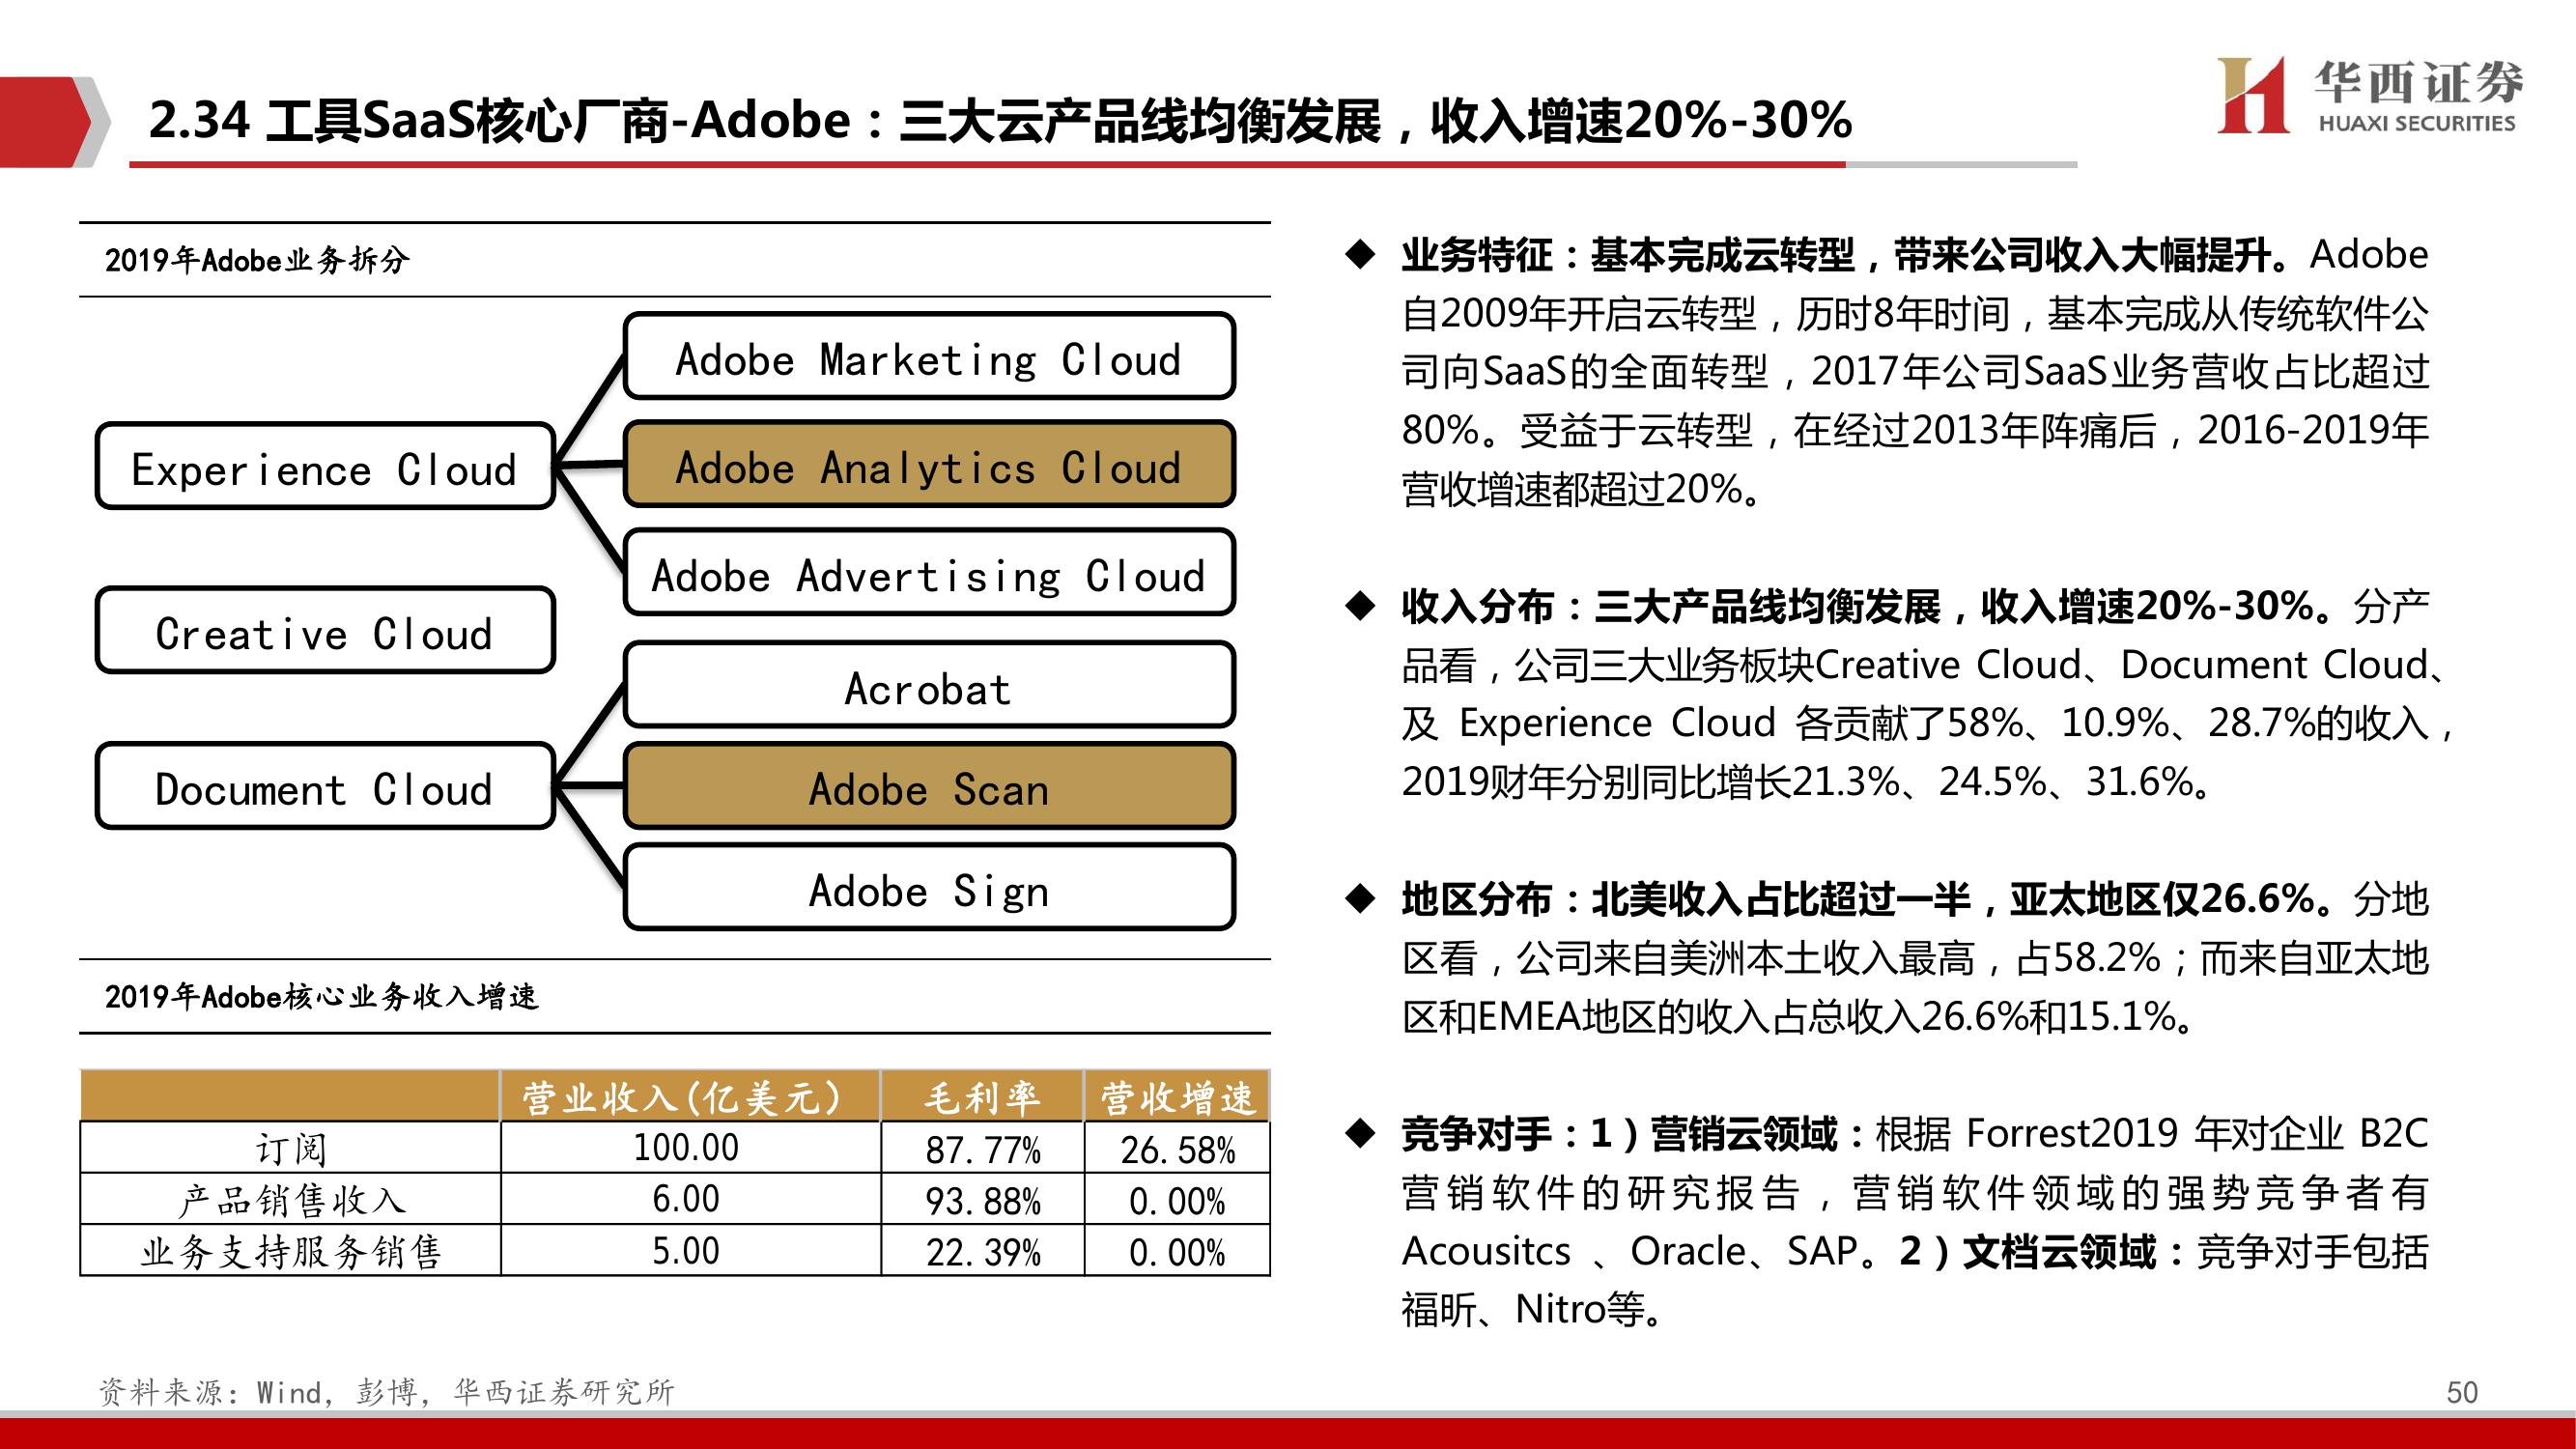 2.34 工具SaaS核心厂商-Adobe：三大云产品线均衡发展，收入增速20%-30%
华西证券
HUAXI SECURITIES
2019年Adobe业务拆分
Experience Cloud
Adobe Marketing Cloud
Adobe Analytics Cloud
Adobe Advertising Cloud
Creative Cloud
Document Cloud
Acrobat
Adobe Scan
Adobe Sign
2019年Adobe核心业务收入增速
营业收入(亿美元) 毛利率 营收增速
订阅 100.00 87.77% 26.58%
产品销售收入 6.00 93.88% 0.00%
业务支持服务销售 5.00 22.39% 0.00%
◆ 业务特征：基本完成云转型，带来公司收入大幅提升。Adobe
自2009年开启云转型，历时8年时间，基本完成从传统软件公
司向SaaS的全面转型，2017年公司SaaS业务营收占比超过
80%。受益于云转型，在经过2013年阵痛后，2016-2019年
营收增速都超过20%。
◆ 收入分布：三大产品线均衡发展，收入增速20%-30%。分产
品看，公司三大业务板块Creative Cloud、Document Cloud、
及 Experience Cloud 各贡献了58%、10.9%、28.7%的收入，
2019财年分别同比增长21.3%、24.5%、31.6%。
◆ 地区分布：北美收入占比超过一半，亚太地区仅26.6%。分地
区看，公司来自美洲本土收入最高，占58.2%；而来自亚太地
区和EMEA地区的收入占总收入26.6%和15.1%。
◆ 竞争对手：1）营销云领域：根据 Forrest2019 年对企业 B2C
营销软件的研究报告，营销软件领域的强势竞争者有
Acousitcs 、Oracle、SAP。2）文档云领域：竞争对手包括
福昕、Nitro等。
资料来源：Wind，彭博，华西证券研究所
50